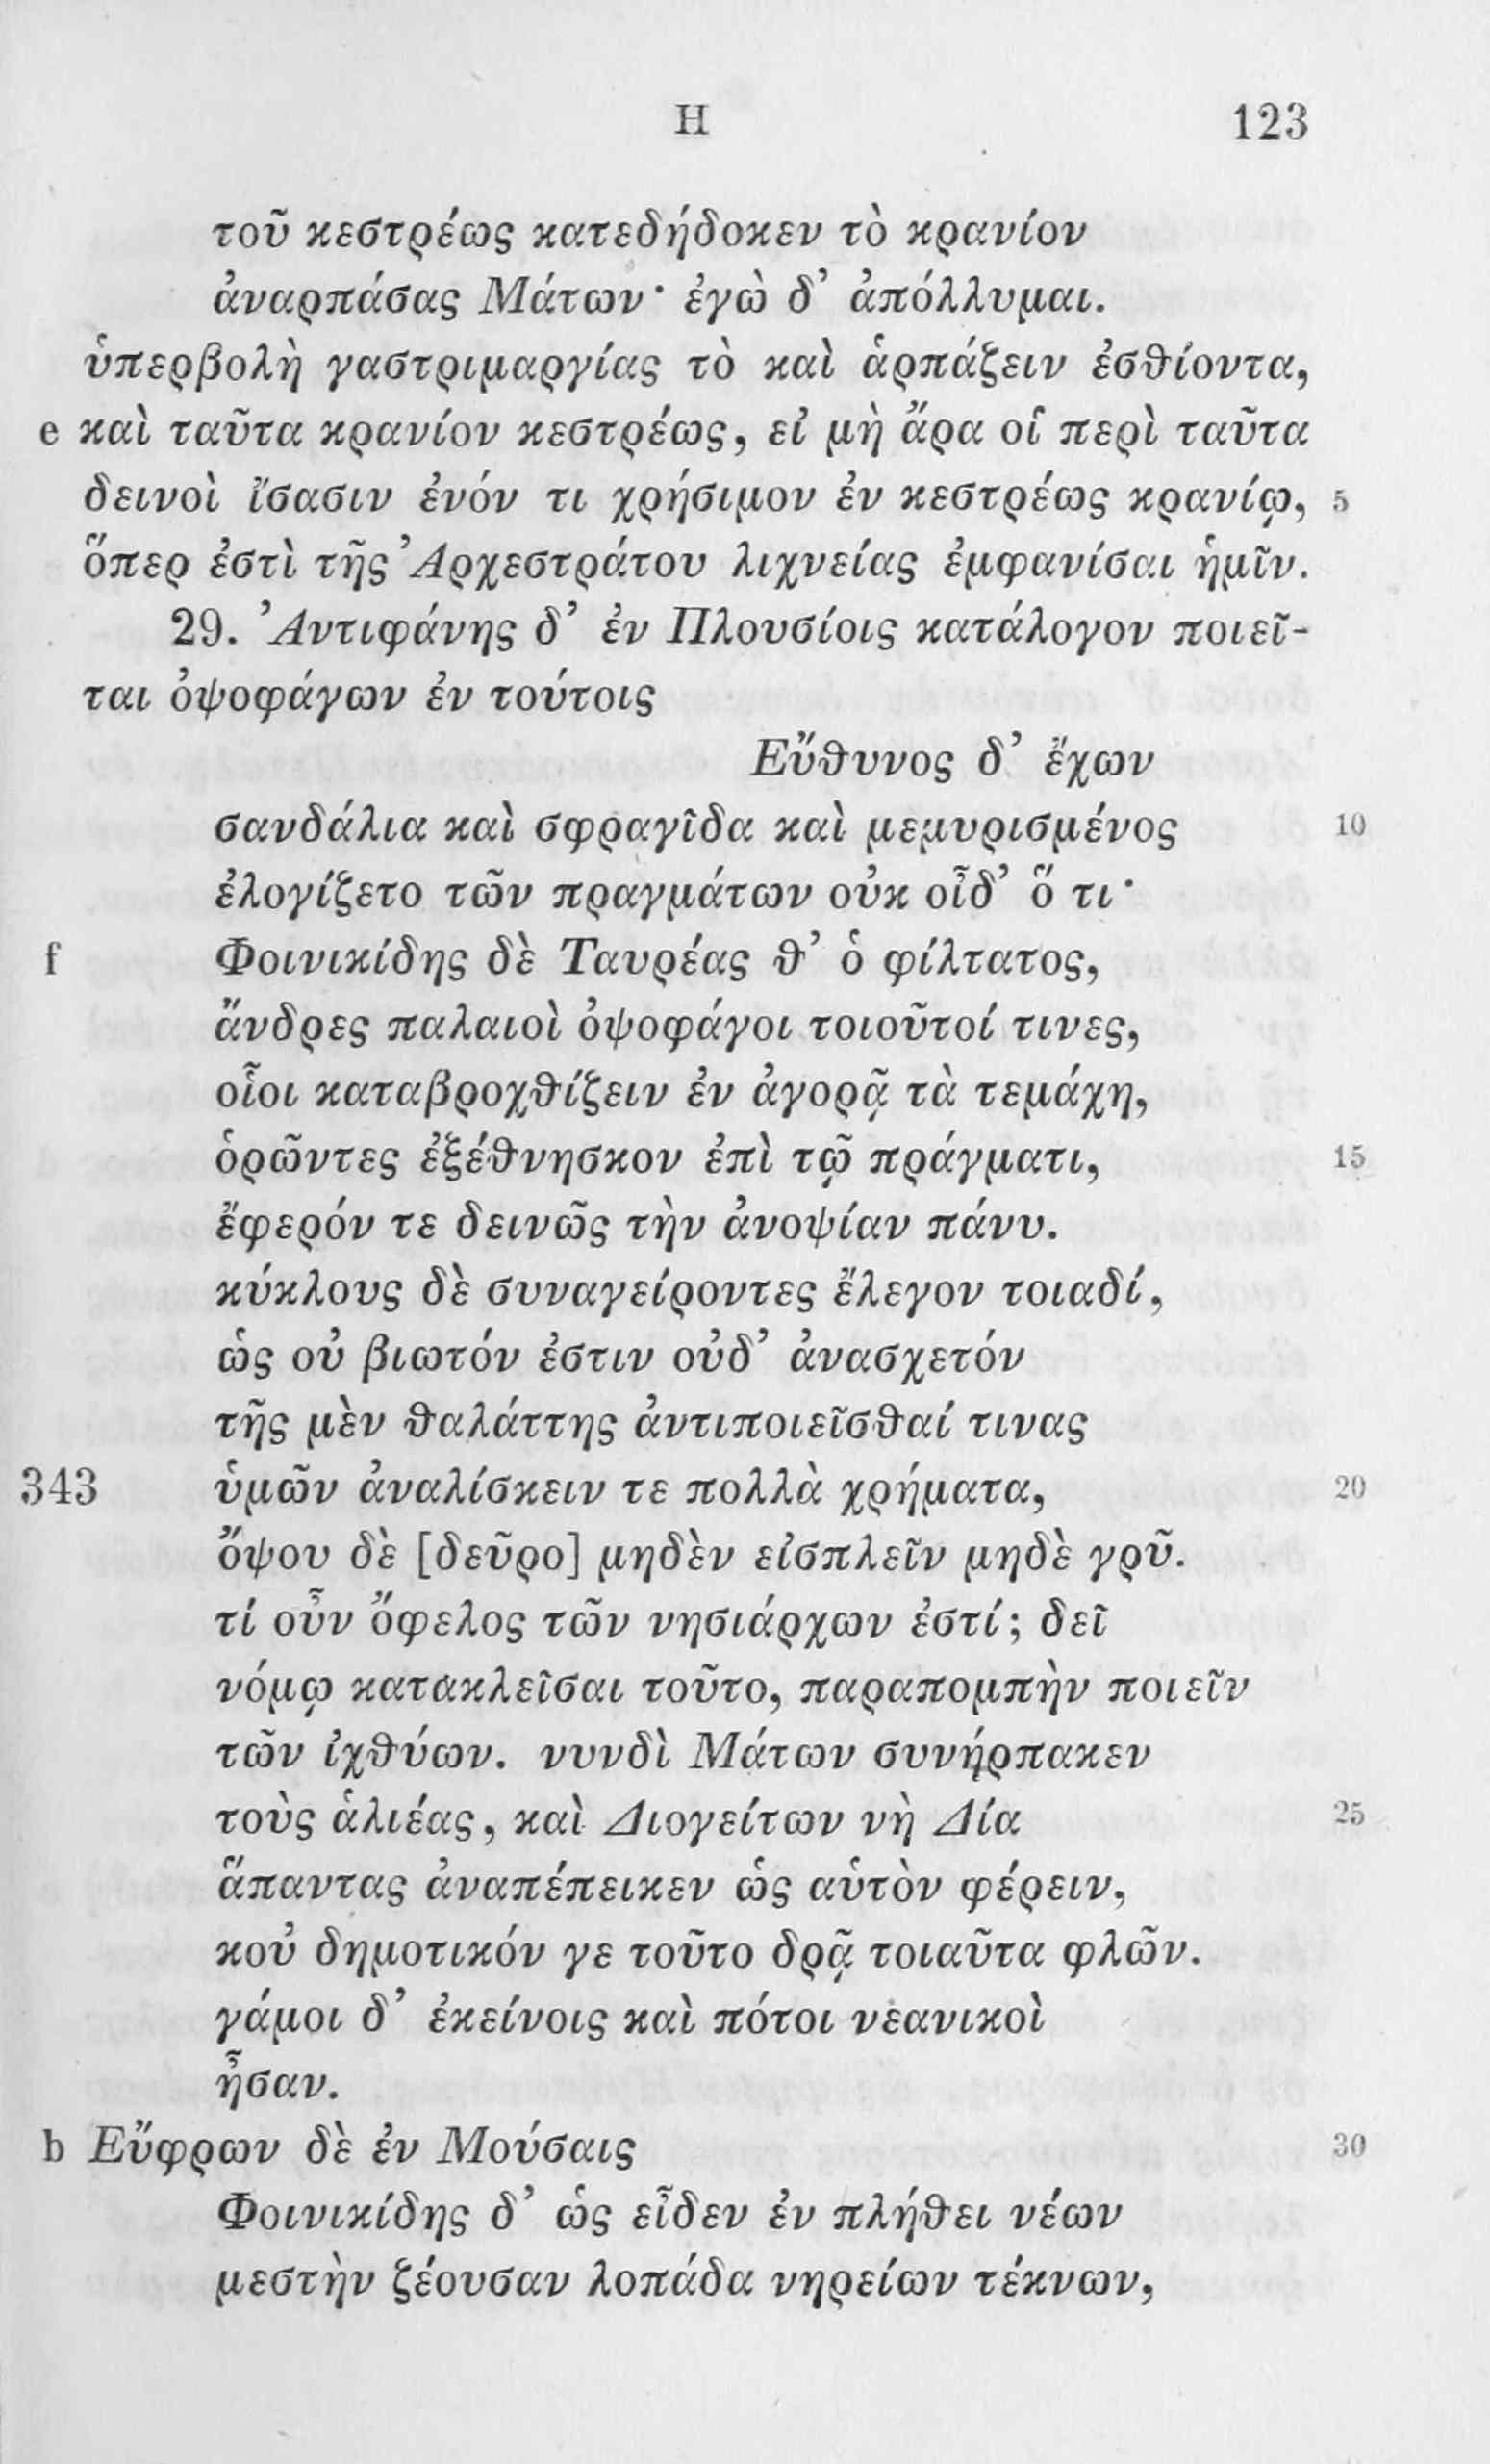 Η 123
τοῦ κεστρέως κατεδήδοκεν τὸ κρανίον
ἀναρπάσας Μάτων· ἐγὼ δ’ ἀπόλλυμαι.
ὑπερβολὴ γαστριμαργίας τὸ καὶ ἁρπάζειν ἐσθίοντα,
e καὶ ταῦτα κρανίον κεστρέως, εἰ μὴ ἄρα οἱ περὶ ταῦτα
δεινοὶ ἴσασιν ἐνόν τι χρήσιμον ἐν κεστρέως κρανίῳ, 5
ὅπερ ἐστὶ τῆς Ἀρχεστράτου λιχνείας ἐμφανίσαι ἡμῖν.
29. Ἀντιφάνης δ’ ἐν Πλουσίοις κατάλογον ποιεῖ-
ται ὀψοφάγων ἐν τούτοις
Εὔθυνος δ’ ἔχων
σανδάλια καὶ σφραγῖδα καὶ μεμυρισμένος 10
ἐλογίζετο τῶν πραγμάτων οὐκ οἶδ’ ὅ τι·
f Φοινικίδης δὲ Ταυρέας θ’ ὁ φίλτατος,
ἄνδρες παλαιοὶ ὀψοφάγοι τοιοῦτοί τινες,
οἷοι καταβροχθίζειν ἐν ἀγορᾷ τὰ τεμάχη,
ὁρῶντες ἐξέθνησκον ἐπὶ τῷ πράγματι, 15
ἔφερόν τε δεινῶς τὴν ἀνοψίαν πάνυ.
κύκλους δὲ συναγείροντες ἔλεγον τοιαδί,
ὡς οὐ βιωτόν ἐστιν οὐδ’ ἀνασχετόν
τῆς μὲν θαλάττης ἀντιποιεῖσθαί τινας
343 ὑμῶν ἀναλίσκειν τε πολλὰ χρήματα, 20
ὄψου δὲ [δεῦρο] μηδὲν εἰσπλεῖν μηδὲ γρῦ.
τί οὖν ὄφελος τῶν νησιάρχων ἐστί; δεῖ
νόμῳ κατακλεῖσαι τοῦτο, παραπομπὴν ποιεῖν
τῶν ἰχθύων. νυνδὶ Μάτων συνήρπακεν
τοὺς ἁλιέας, καὶ Διογείτων νὴ Δία 25
ἅπαντας ἀναπέπεικεν ὡς αὑτὸν φέρειν,
κοὐ δημοτικόν γε τοῦτο δρᾷ τοιαῦτα φλῶν.
γάμοι δ’ ἐκείνοις καὶ πότοι νεανικοὶ
ἦσαν.
b Εὔφρων δὲ ἐν Μούσαις 30
Φοινικίδης δ’ ὡς εἶδεν ἐν πλήθει νέων
μεστὴν ζέουσαν λοπάδα νηρείων τέκνων,